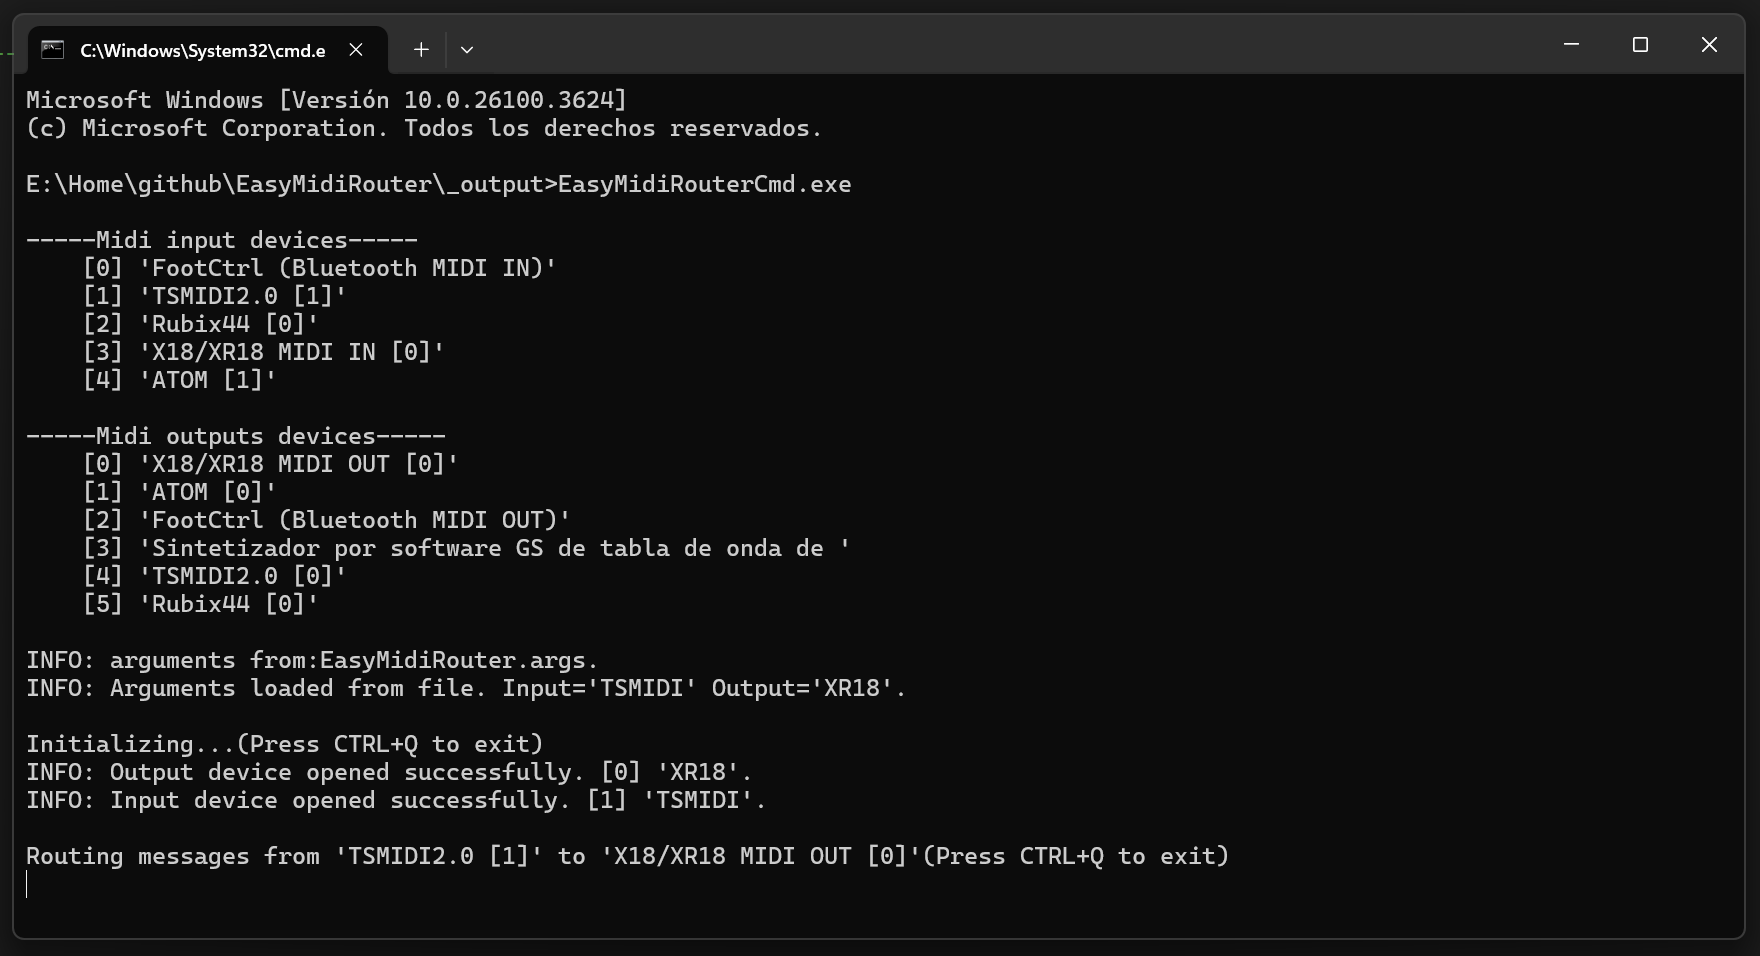 C:\Windows\System32\cmd.e
Microsoft Windows [Versión 10.0.26100.3624]
(c) Microsoft Corporation. Todos los derechos reservados.
E:\Home\github\EasyMidiRouter\_output>EasyMidiRouterCmd.exe
-----Midi input devices-----
[0] 'FootCtrl (Bluetooth MIDI IN)'
[1] 'TSMIDI2.0 [1]'
[2] 'Rubix44 [0]'
[3] 'X18/XR18 MIDI IN [0]'
[4] 'ATOM [1]'
-----Midi outputs devices-----
[0] 'X18/XR18 MIDI OUT [0]'
[1] 'ATOM [0]'
[2] 'FootCtrl (Bluetooth MIDI OUT)'
[3] 'Sintetizador por software GS de tabla de onda de '
[4] 'TSMIDI2.0 [0]'
[5] 'Rubix44 [0]'
INFO: arguments from:EasyMidiRouter.args.
INFO: Arguments loaded from file. Input='TSMIDI' Output='XR18'.
Initializing...(Press CTRL+Q to exit)
INFO: Output device opened successfully. [0] 'XR18'.
INFO: Input device opened successfully. [1] 'TSMIDI'.
Routing messages from 'TSMIDI2.0 [1]' to 'X18/XR18 MIDI OUT [0]'(Press CTRL+Q to exit)